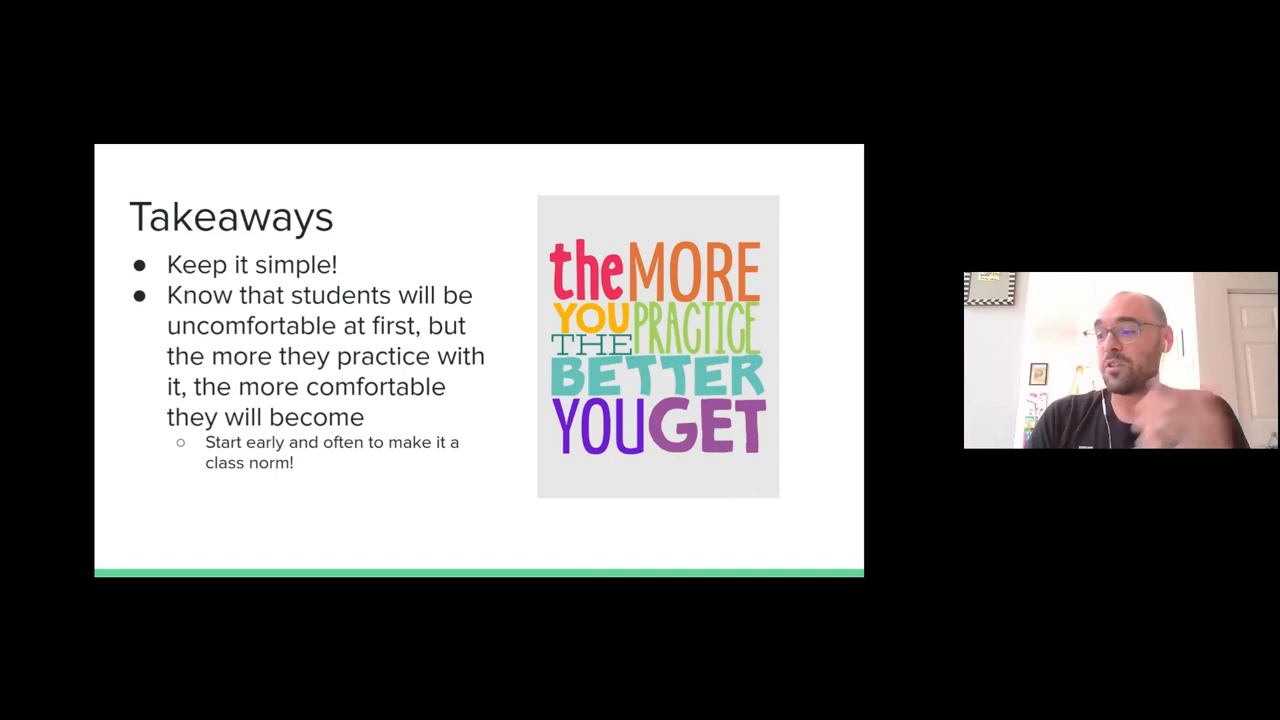 Takeaways
● Keep it simple!
● Know that students will be
uncomfortable at first, but
the more they practice with
it, the more comfortable
they will become
○ Start early and often to make it a
class norm!
the MORE
YOU PRACTICE
THE
BETTER
YOU GET